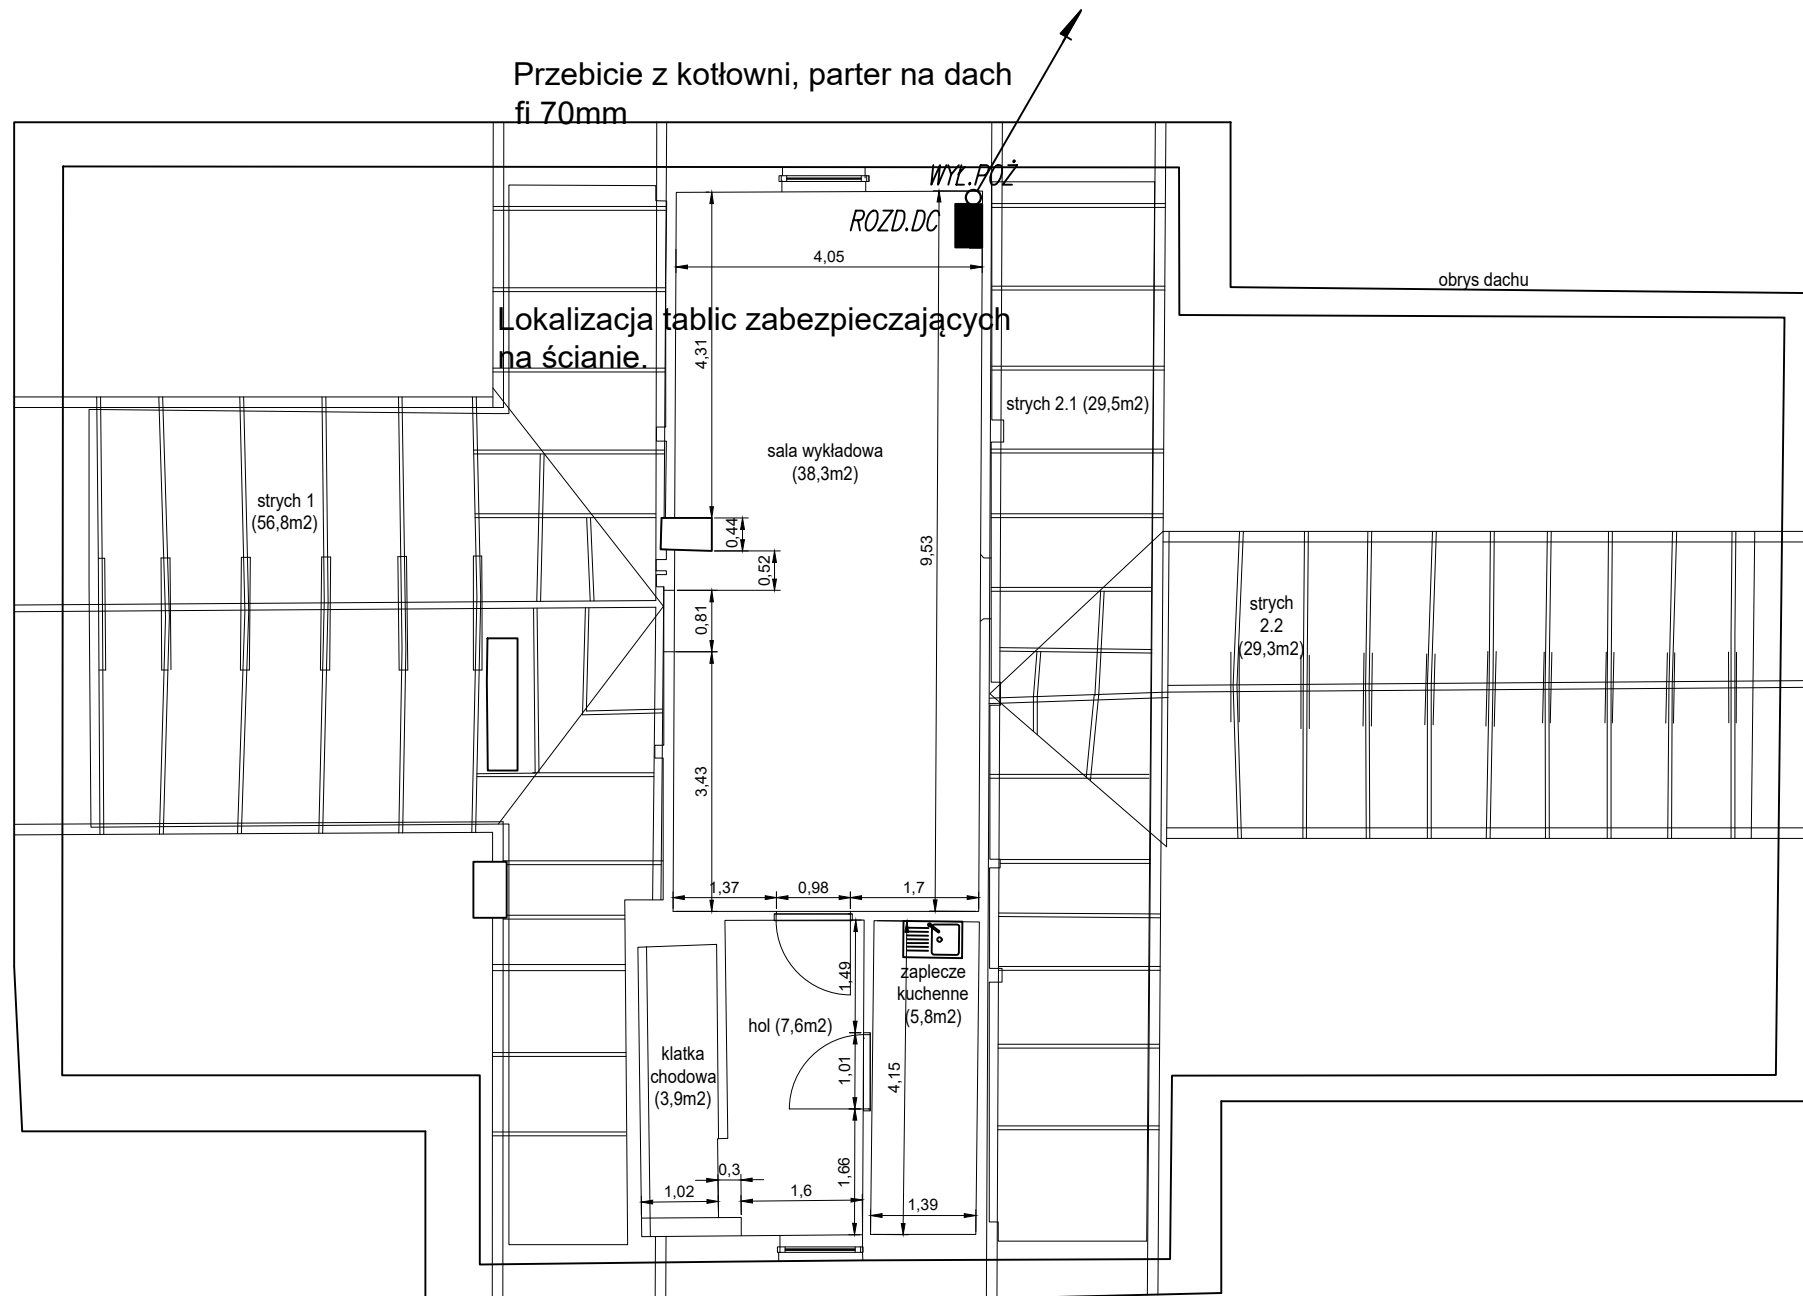 Przebicie z kotłowni, parter na dach
fi 70mm
WYŁ.POŻ
ROZD.DC
4,05
obrys dachu
Lokalizacja tablic zabezpieczających
na ścianie.
4,31
strych 2.1 (29,5m2)
sala wykładowa
(38,3m2)
strych 1
(56,8m2)
0,44
0,52
9,53
0,81
strych
2.2
(29,3m2)
3,43
1,37
0,98
1,7
1,49
zaplecze
kuchenne
(5,8m2)
hol (7,6m2)
klatka
chodowa
(3,9m2)
1,01
4,15
1,66
0,3
1,02
1,6
1,39